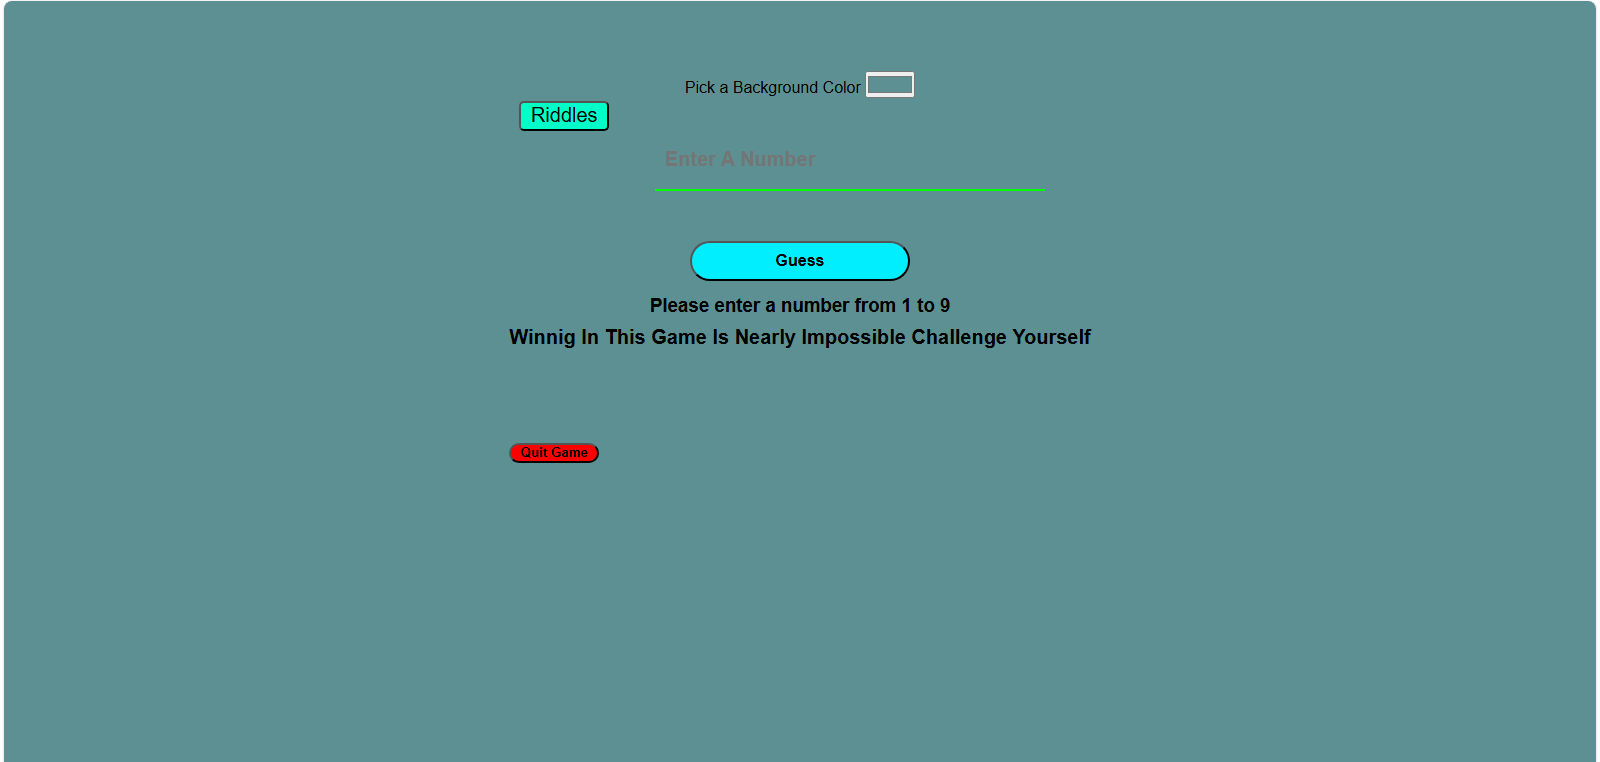 Pick a Background Color
Riddles
Enter A Number
Guess
Please enter a number from 1 to 9
Winnig In This Game Is Nearly Impossible Challenge Yourself
Quit Game